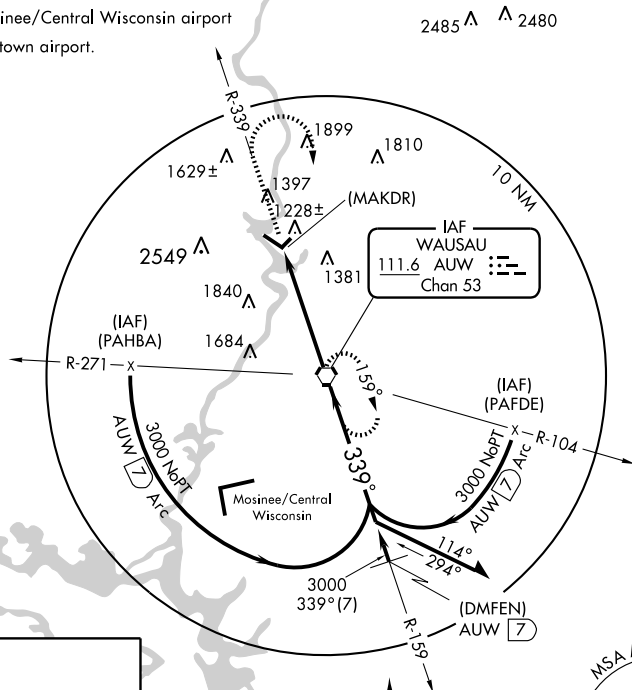 inee/Central Wisconsin airport
town airport.
2485
2480
R-339
1899
1810
1629±
10 NM
1397
(MAKDR)
1228±
IAF
WAUSAU
111.6 AUW
Chan 53
2549
1381
1840
(IAF)
(PAHBA)
1684
R-271
x
159°
(IAF)
(PAFDE)
x
R-104
3000 NoPT
AUW 7 Arc
339°
3000 NoPT
AUW 7 Arc
Mosinee/Central
Wisconsin
114°
294°
3000
339°(7)
(DMFEN)
AUW 7
R-159
MSA